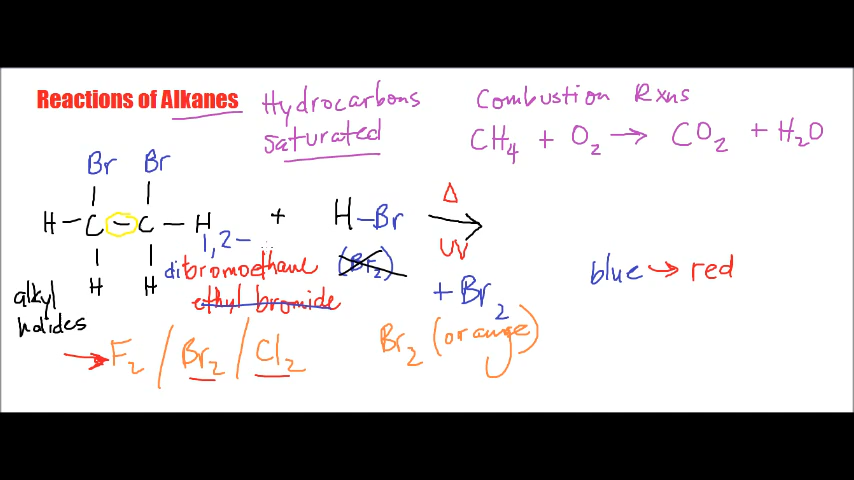 Reactions of Alkanes
Hydrocarbons
saturated
Combustion Rxns
CH4 + O2 → CO2 + H2O
Br Br
H – C – C – H + H – Br → Δ UV
H H
1,2 –
dibromoethane
ethyl bromide
(Br2)
+ Br2
blue → red
alkyl
halides
→ F2 / Br2 / Cl2
Br2 (orange)